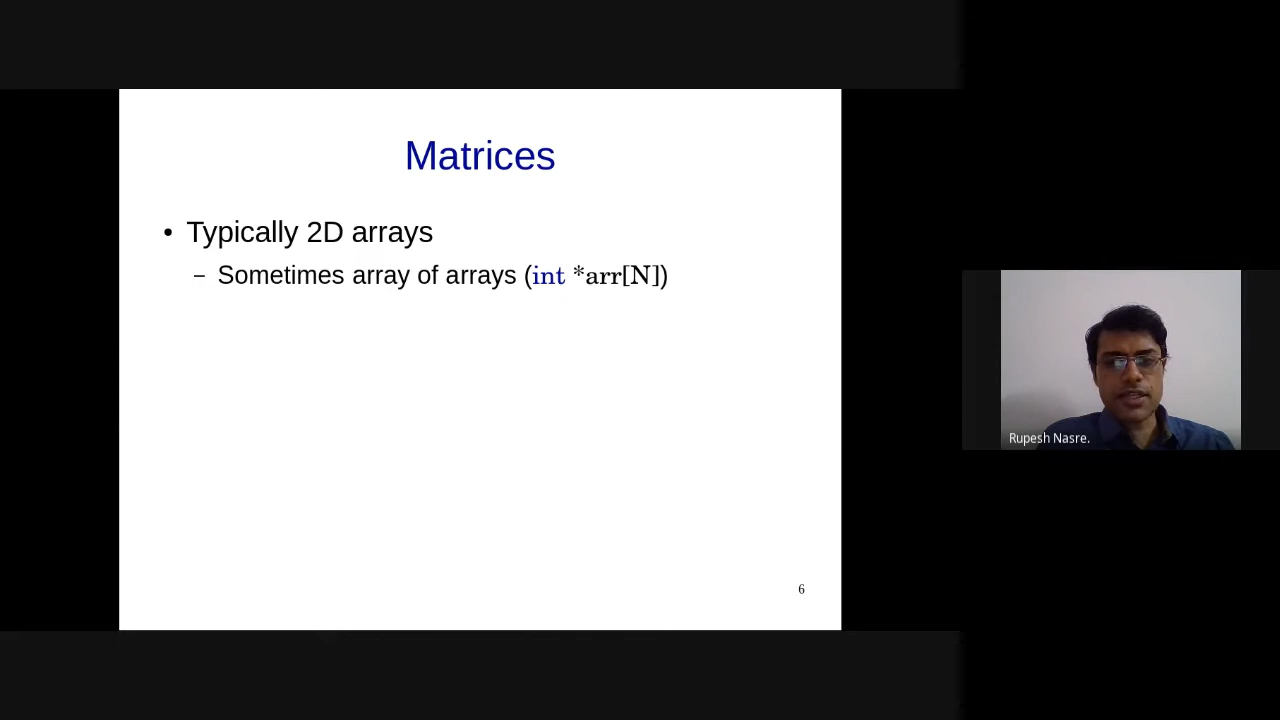 Matrices
• Typically 2D arrays
– Sometimes array of arrays (int *arr[N])
6
Rupesh Nasre.